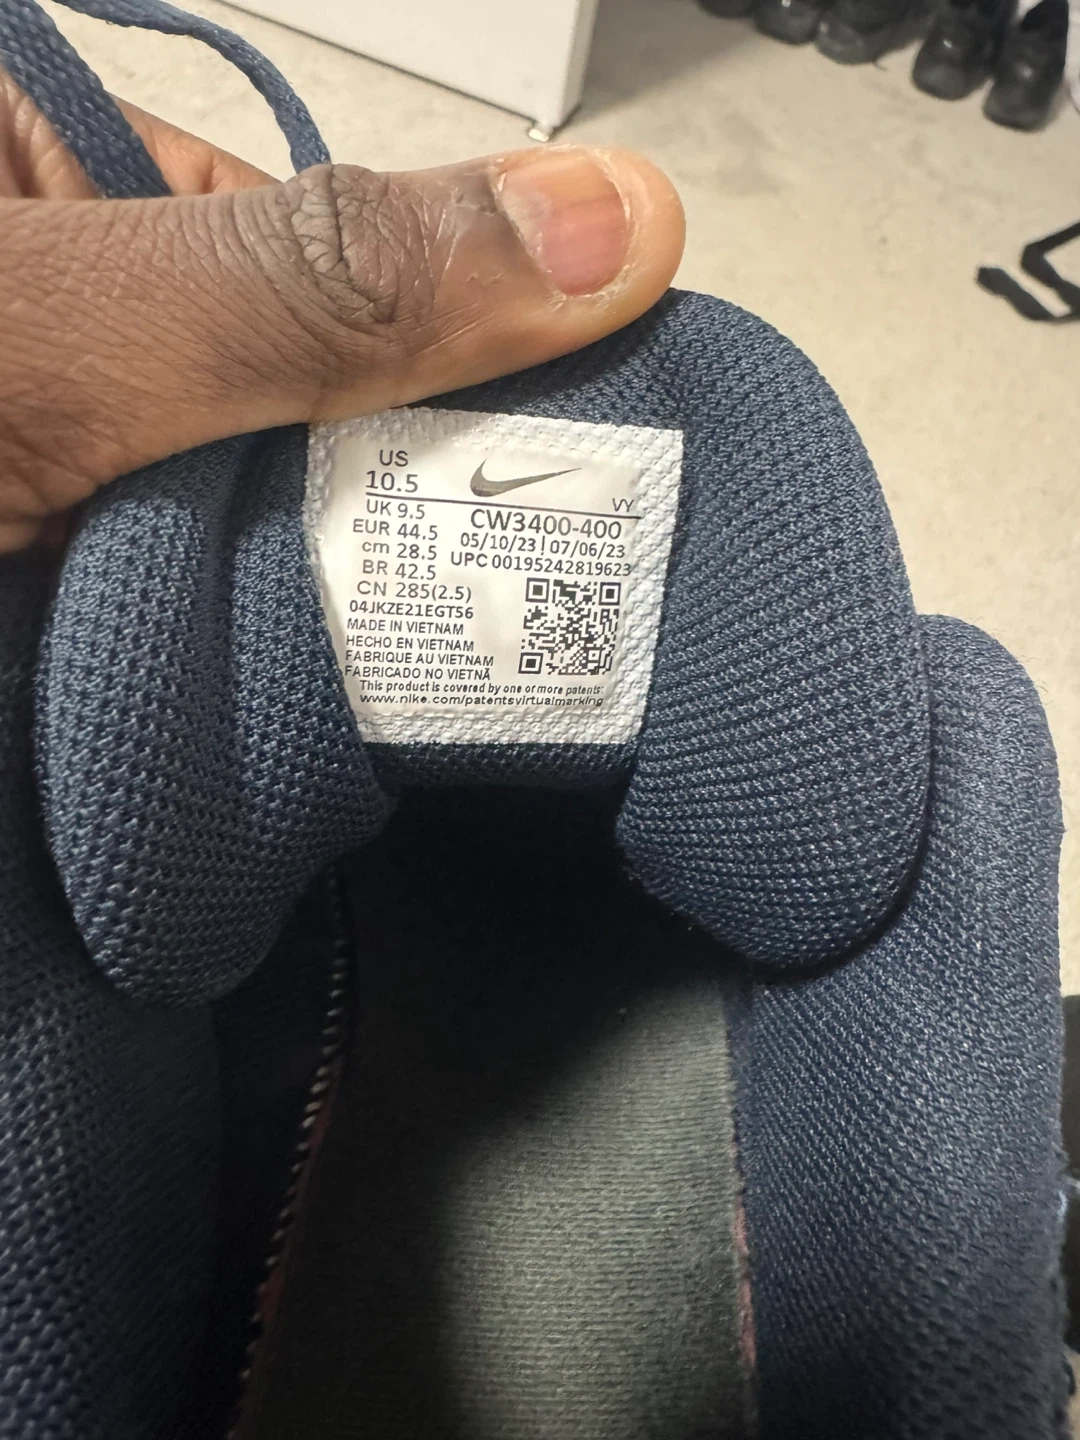 US
10.5
VY
UK 9.5
CW3400-400
EUR 44.5
05/10/23 | 07/06/23
cm 28.5
UPC 00195242819623
BR 42.5
CN 285(2.5)
04JKZE21EGT56
MADE IN VIETNAM
HECHO EN VIETNAM
FABRIQUE AU VIETNAM
FABRICADO NO VIETNÃ
This product is covered by one or more patents:
www.nike.com/patentsvirtualmarking